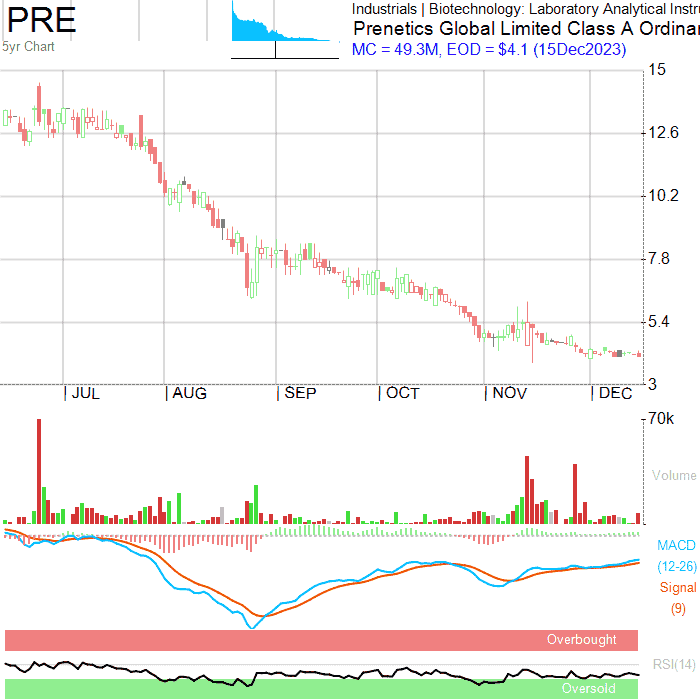 PRE
5yr Chart
Industrials | Biotechnology: Laboratory Analytical Instru
Prenetics Global Limited Class A Ordinar
MC = 49.3M, EOD = $4.1 (15Dec2023)
15
12.6
10.2
7.8
5.4
3
JUL
AUG
SEP
OCT
NOV
DEC
70k
Volume
MACD
(12-26)
Signal
(9)
Overbought
RSI(14)
Oversold